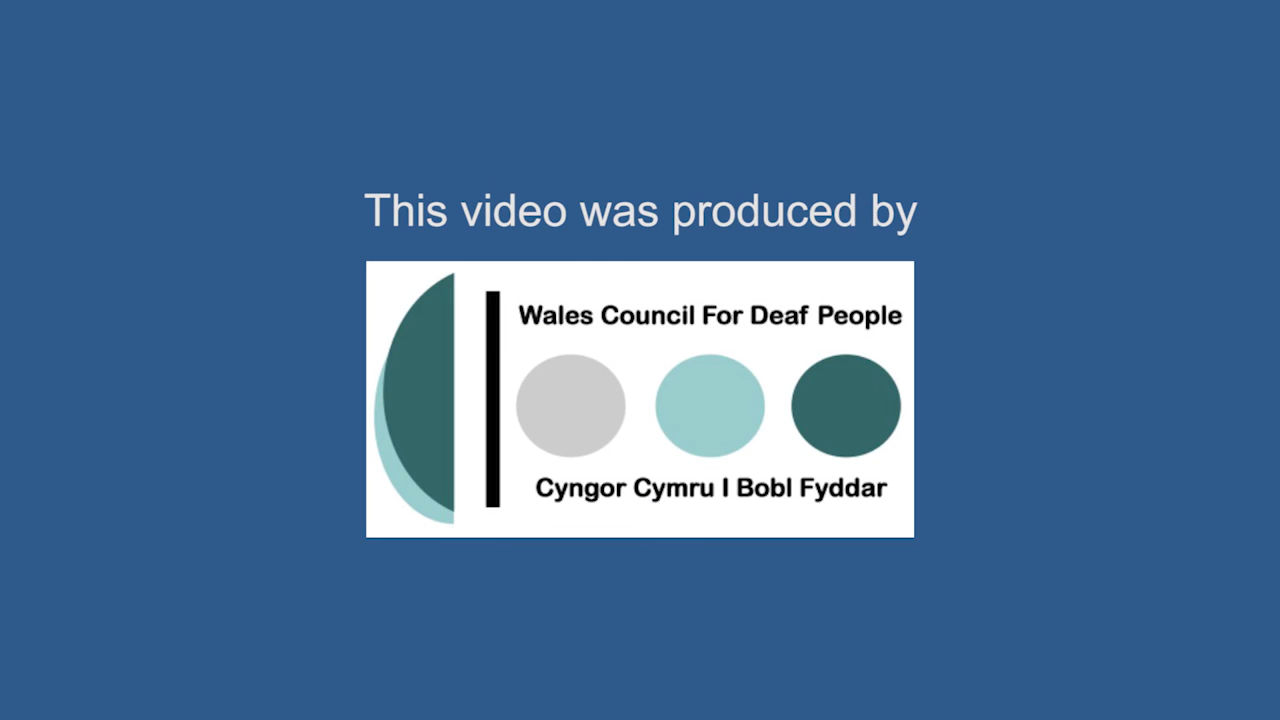 This video was produced by
Wales Council For Deaf People
Cyngor Cymru I Bobl Fyddar